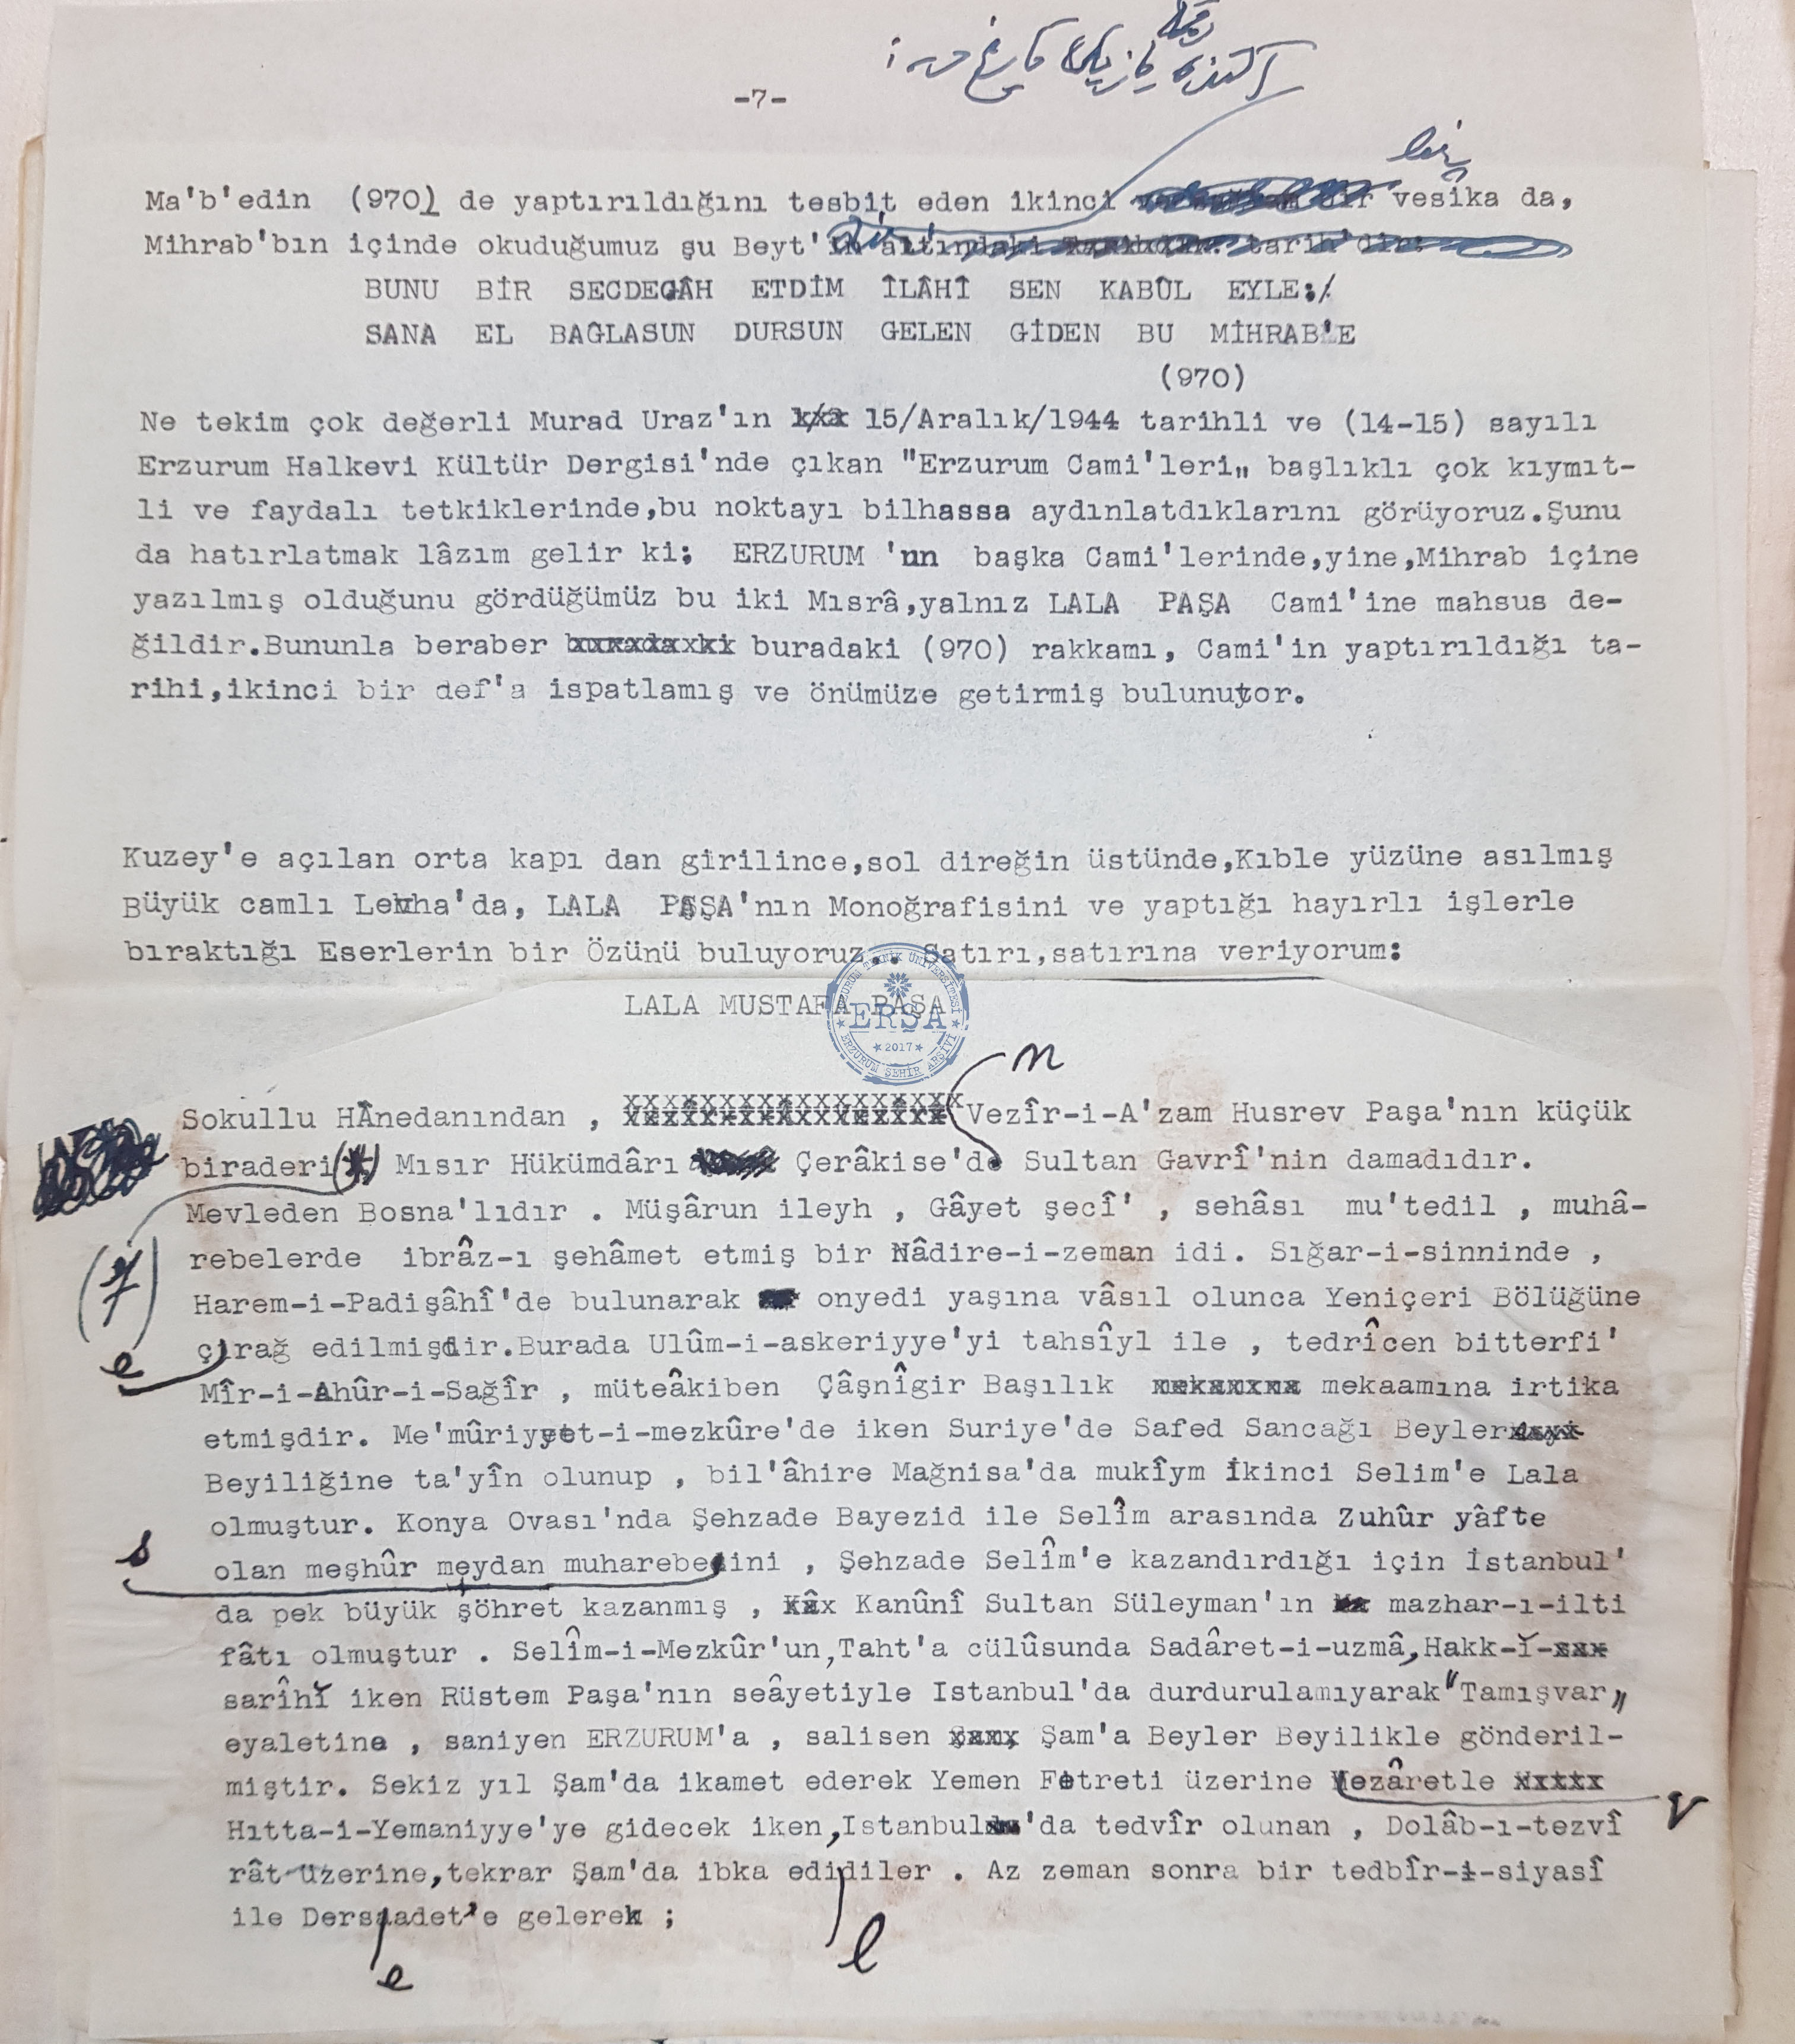 -7-
bir
Ma'b'edin (970) de yaptırıldığını tesbit eden ikinci vesika da,
Mihrab'bın içinde okuduğumuz şu Beyt'
BUNU BİR SECDEGÂH ETDİM ÎLÂHÎ SEN KABÛL EYLE:/
SANA EL BAĞLASUN DURSUN GELEN GİDEN BU MİHRAB'E
(970)
Ne tekim çok değerli Murad Uraz'ın 15/Aralık/1944 tarihli ve (14-15) sayılı
Erzurum Halkevi Kültür Dergisi'nde çıkan "Erzurum Cami'leri„ başlıklı çok kıymıt-
li ve faydalı tetkiklerinde,bu noktayı bilhassa aydınlatdıklarını görüyoruz.Şunu
da hatırlatmak lâzım gelir ki; ERZURUM 'un başka Cami'lerinde,yine,Mihrab içine
yazılmış olduğunu gördüğümüz bu iki Mısrâ,yalnız LALA PAŞA Cami'ine mahsus de-
ğildir.Bununla beraber buradaki (970) rakkamı, Cami'in yaptırıldığı ta-
rihi,ikinci bir def'a ispatlamış ve önümüze getirmiş bulunuyor.
Kuzey'e açılan orta kapı dan girilince,sol direğin üstünde,Kıble yüzüne asılmış
Büyük camlı Levha'da, LALA PAŞA'nın Monoğrafisini ve yaptığı hayırlı işlerle
bıraktığı Eserlerin bir Özünü buluyoruz.. Satırı,satırına veriyorum:
LALA MUSTAFA PAŞA
ERZURUM TEKNİK ÜNİVERSİTESİ
ERŞA
★2017★
ERZURUM ŞEHİR ARŞİVİ
n
Sokullu HÂnedanından , Vezîr-i-A'zam Husrev Paşa'nın küçük
biraderi(*) Mısır Hükümdârı Çerâkise'de Sultan Gavrî'nin damadıdır.
Mevleden Bosna'lıdır . Müşârun ileyh , Gâyet şecî' , sehâsı mu'tedil , muhâ-
rebelerde ibrâz-ı şehâmet etmiş bir Nâdire-i-zeman idi. Sığar-i-sinninde ,
Harem-i-Padişâhî'de bulunarak onyedi yaşına vâsıl olunca Yeniçeri Bölüğüne
çırağ edilmişdir.Burada Ulûm-i-askeriyye'yi tahsîyl ile , tedrîcen bitterfi'
e
Mîr-i-Ahûr-i-Sağîr , müteâkiben Çâşnîgir Başılık mekaamına irtika
etmişdir. Me'mûriyyet-i-mezkûre'de iken Suriye'de Safed Sancağı Beyler
Beyiliğine ta'yîn olunup , bil'âhire Mağnisa'da mukîym İkinci Selim'e Lala
olmuştur. Konya Ovası'nda Şehzade Bayezid ile Selîm arasında Zuhûr yâfte
s
olan meşhûr meydan muharebesini , Şehzade Selîm'e kazandırdığı için İstanbul'
da pek büyük şöhret kazanmış , Kanûnî Sultan Süleyman'ın mazhar-ı-ilti
fâtı olmuştur . Selîm-i-Mezkûr'un,Taht'a cülûsunda Sadâret-i-uzmâ,Hakk-ı-
sarîhi iken Rüstem Paşa'nın seâyetiyle Istanbul'da durdurulamıyarak "Tamışvar„
eyaletine , saniyen ERZURUM'a , salisen Şam'a Beyler Beyilikle gönderil-
miştir. Sekiz yıl Şam'da ikamet ederek Yemen Fetreti üzerine Vezâretle
v
Hıtta-i-Yemaniyye'ye gidecek iken,Istanbul'da tedvîr olunan , Dolâb-ı-tezvî
rât üzerine,tekrar Şam'da ibka edidiler . Az zeman sonra bir tedbîr-i-siyasî
ile Dersaadet'e gelerek ;
l
e